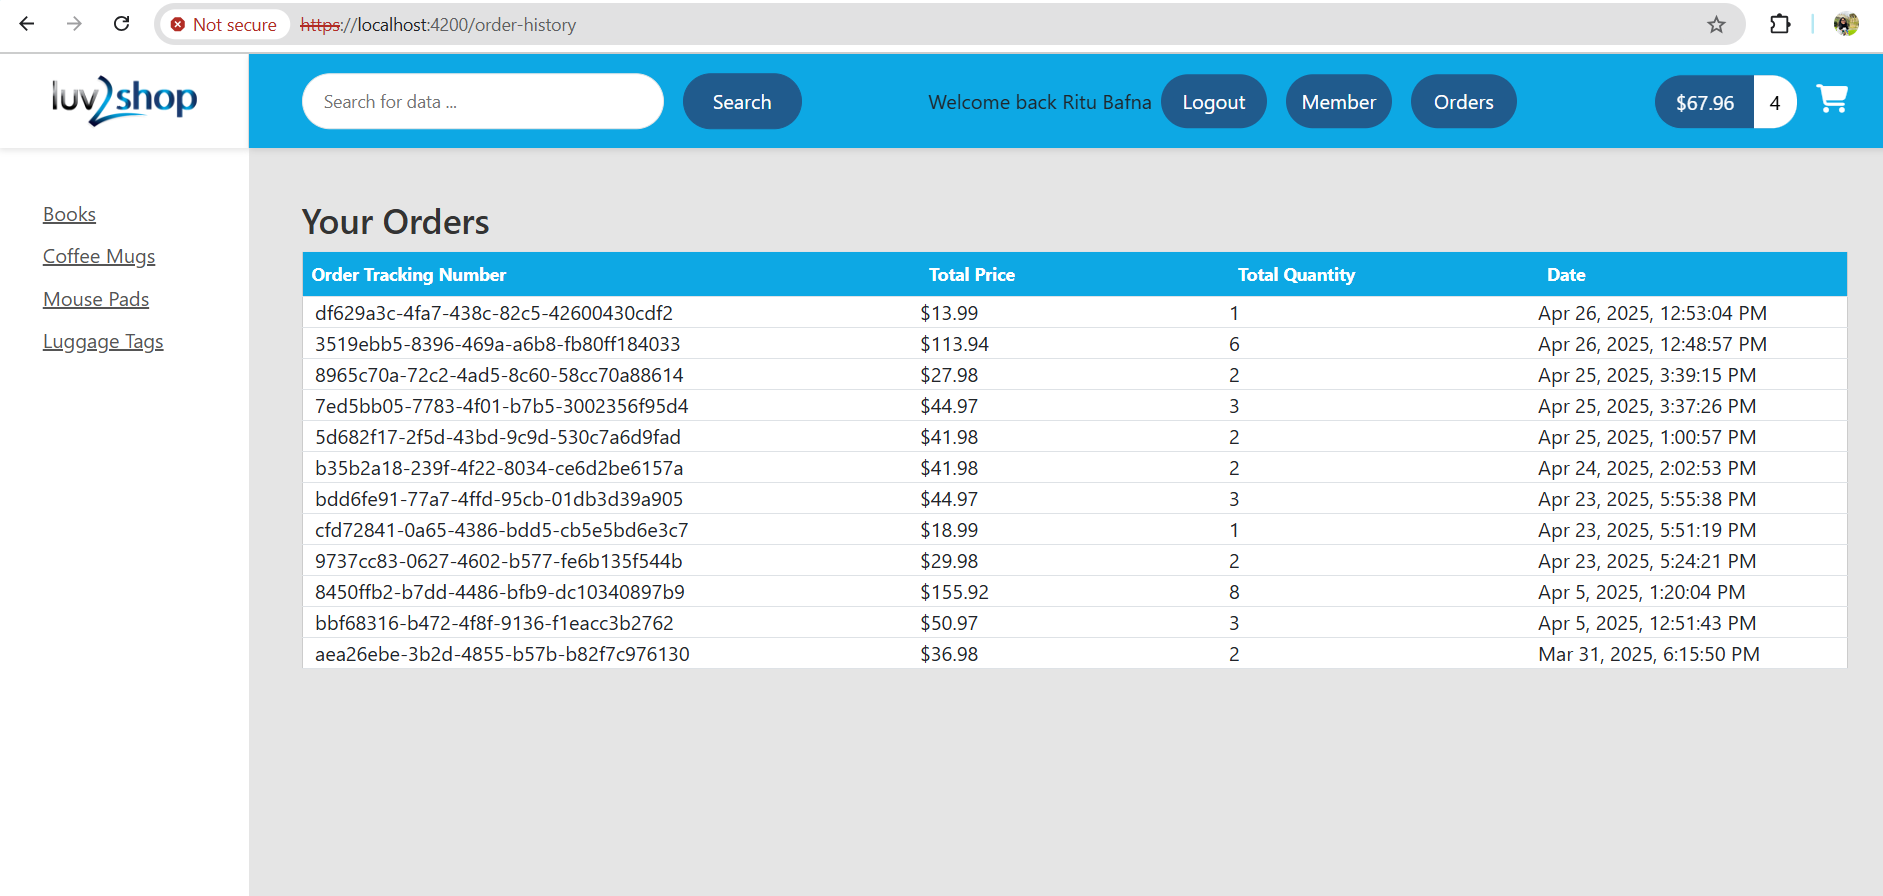 Not secure https://localhost:4200/order-history
luv2shop
Search for data ... Search Welcome back Ritu Bafna Logout Member Orders $67.96 4
Books
Coffee Mugs
Mouse Pads
Luggage Tags
Your Orders
Order Tracking Number Total Price Total Quantity Date
df629a3c-4fa7-438c-82c5-42600430cdf2 $13.99 1 Apr 26, 2025, 12:53:04 PM
3519ebb5-8396-469a-a6b8-fb80ff184033 $113.94 6 Apr 26, 2025, 12:48:57 PM
8965c70a-72c2-4ad5-8c60-58cc70a88614 $27.98 2 Apr 25, 2025, 3:39:15 PM
7ed5bb05-7783-4f01-b7b5-3002356f95d4 $44.97 3 Apr 25, 2025, 3:37:26 PM
5d682f17-2f5d-43bd-9c9d-530c7a6d9fad $41.98 2 Apr 25, 2025, 1:00:57 PM
b35b2a18-239f-4f22-8034-ce6d2be6157a $41.98 2 Apr 24, 2025, 2:02:53 PM
bdd6fe91-77a7-4ffd-95cb-01db3d39a905 $44.97 3 Apr 23, 2025, 5:55:38 PM
cfd72841-0a65-4386-bdd5-cb5e5bd6e3c7 $18.99 1 Apr 23, 2025, 5:51:19 PM
9737cc83-0627-4602-b577-fe6b135f544b $29.98 2 Apr 23, 2025, 5:24:21 PM
8450ffb2-b7dd-4486-bfb9-dc10340897b9 $155.92 8 Apr 5, 2025, 1:20:04 PM
bbf68316-b472-4f8f-9136-f1eacc3b2762 $50.97 3 Apr 5, 2025, 12:51:43 PM
aea26ebe-3b2d-4855-b57b-b82f7c976130 $36.98 2 Mar 31, 2025, 6:15:50 PM